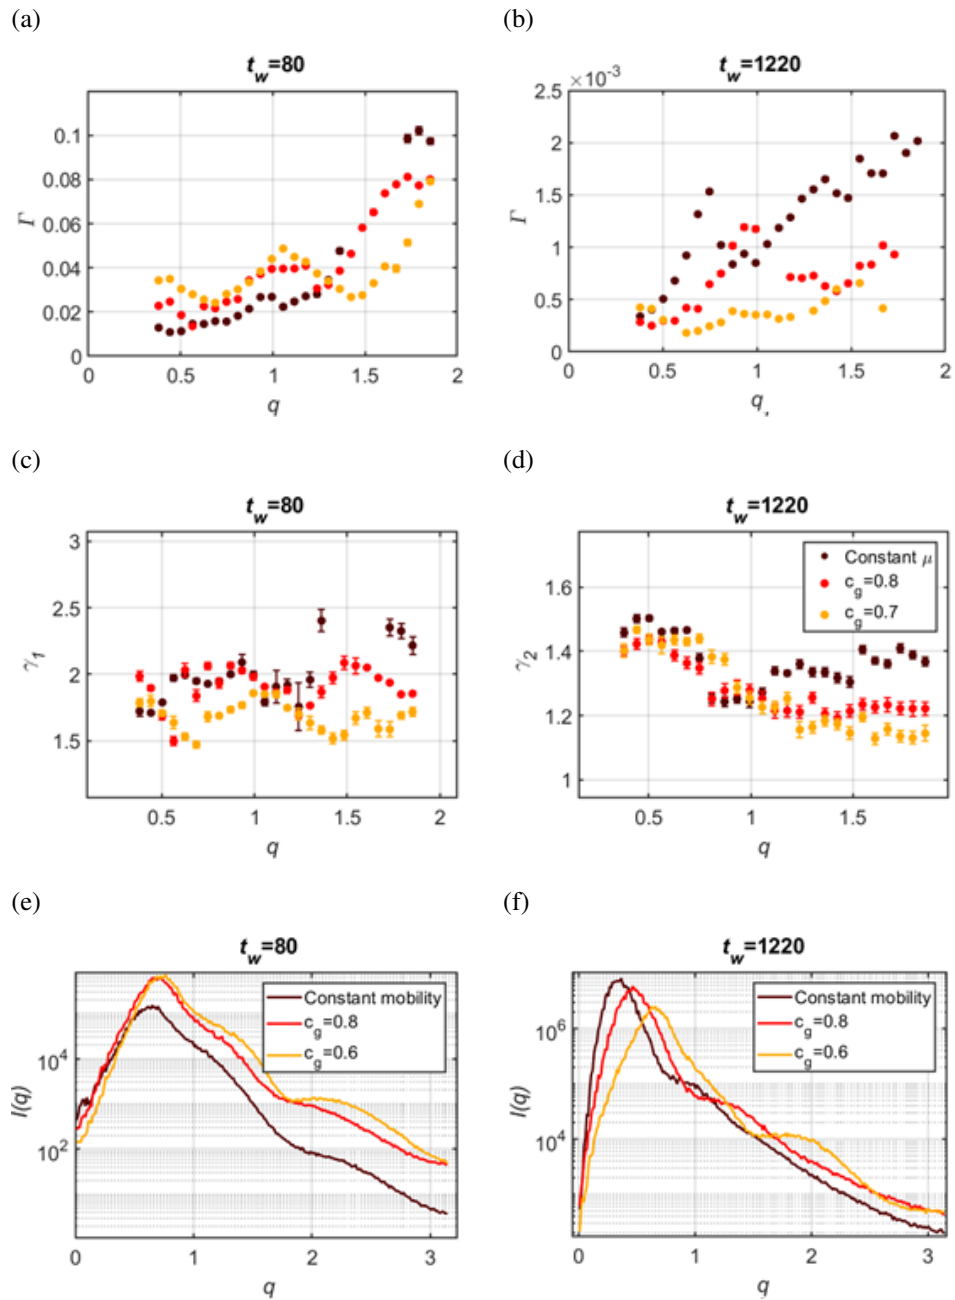 (a)
(b)
t_w=80
t_w=1220
×10^-3
0.1
0.08
0.06
0.04
0.02
0
Γ
0
0.5
1
1.5
2
q
2.5
2
1.5
1
0.5
0
Γ
0
0.5
1
1.5
2
q,
(c)
(d)
t_w=80
t_w=1220
3
2.5
2
1.5
γ_1
0.5
1
1.5
2
q
1.6
1.4
1.2
1
γ_2
Constant μ
c_g=0.8
c_g=0.7
0.5
1
1.5
q
(e)
(f)
t_w=80
t_w=1220
10^4
10^2
I(q)
Constant mobility
c_g=0.8
c_g=0.6
0
1
2
3
q
10^6
10^4
I(q)
Constant mobility
c_g=0.8
c_g=0.6
0
1
2
3
q